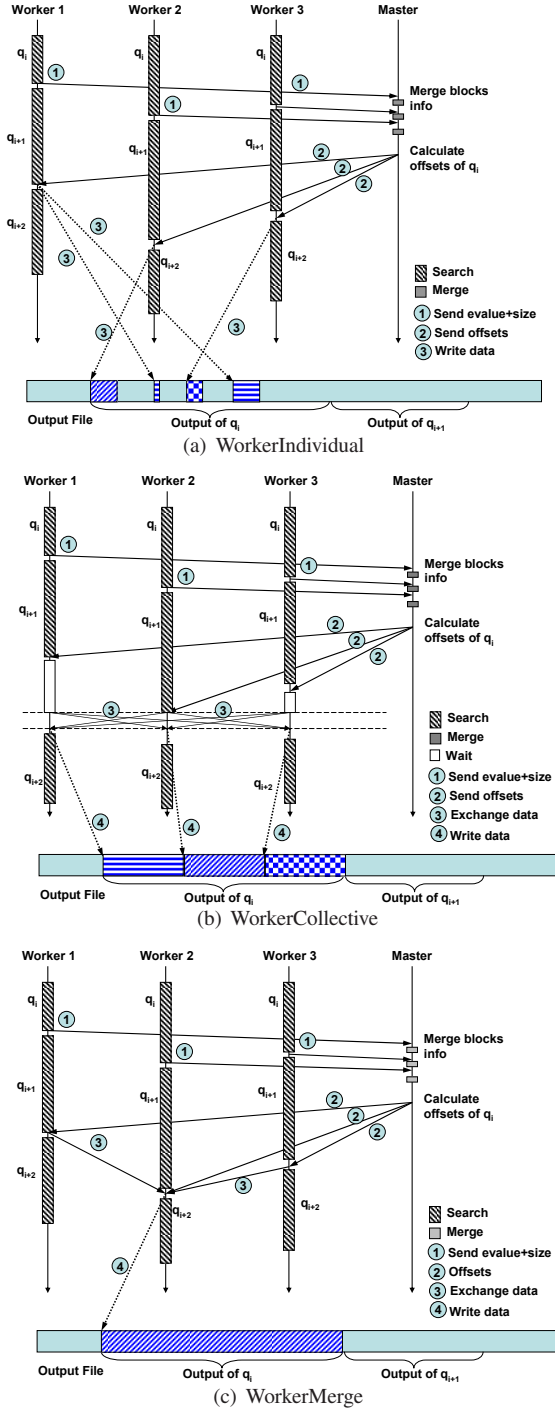 Worker 1 Worker 2 Worker 3 Master
qi qi qi
1 1
1
Merge blocks
info
qi+1 qi+1 qi+1
2
2
2
Calculate
offsets of qi
qi+2 3 qi+2 qi+2
3
3 3
Search
Merge
1 Send evalue+size
2 Send offsets
3 Write data
Output File Output of qi Output of qi+1
(a) WorkerIndividual
Worker 1 Worker 2 Worker 3 Master
qi qi qi
1 1
1
Merge blocks
info
qi+1 qi+1 qi+1
2
2
2
Calculate
offsets of qi
3 3
qi+2 qi+2 qi+2
4 4 4
Search
Merge
Wait
1 Send evalue+size
2 Send offsets
3 Exchange data
4 Write data
Output File Output of qi Output of qi+1
(b) WorkerCollective
Worker 1 Worker 2 Worker 3 Master
qi qi qi
1 1
1
Merge blocks
info
qi+1 qi+1 qi+1
2
2
2
Calculate
offsets of qi
3 3
qi+2 qi+2 qi+2
4
Search
Merge
1 Send evalue+size
2 Offsets
3 Exchange data
4 Write data
Output File Output of qi Output of qi+1
(c) WorkerMerge